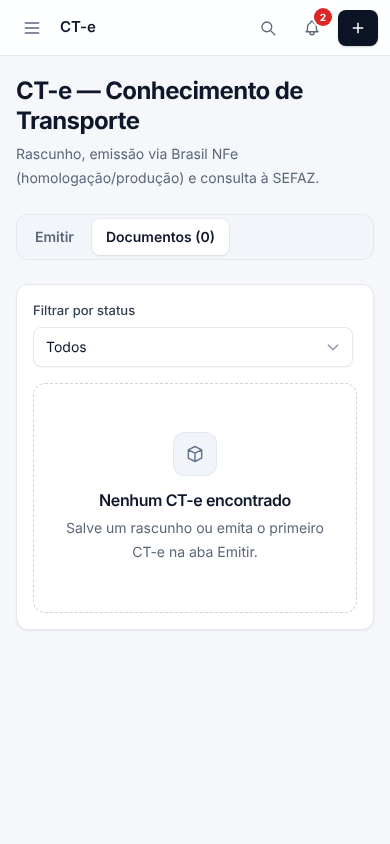 CT-e
2
CT-e — Conhecimento de
Transporte
Rascunho, emissão via Brasil NFe
(homologação/produção) e consulta à SEFAZ.
Emitir
Documentos (0)
Filtrar por status
Todos
Nenhum CT-e encontrado
Salve um rascunho ou emita o primeiro
CT-e na aba Emitir.